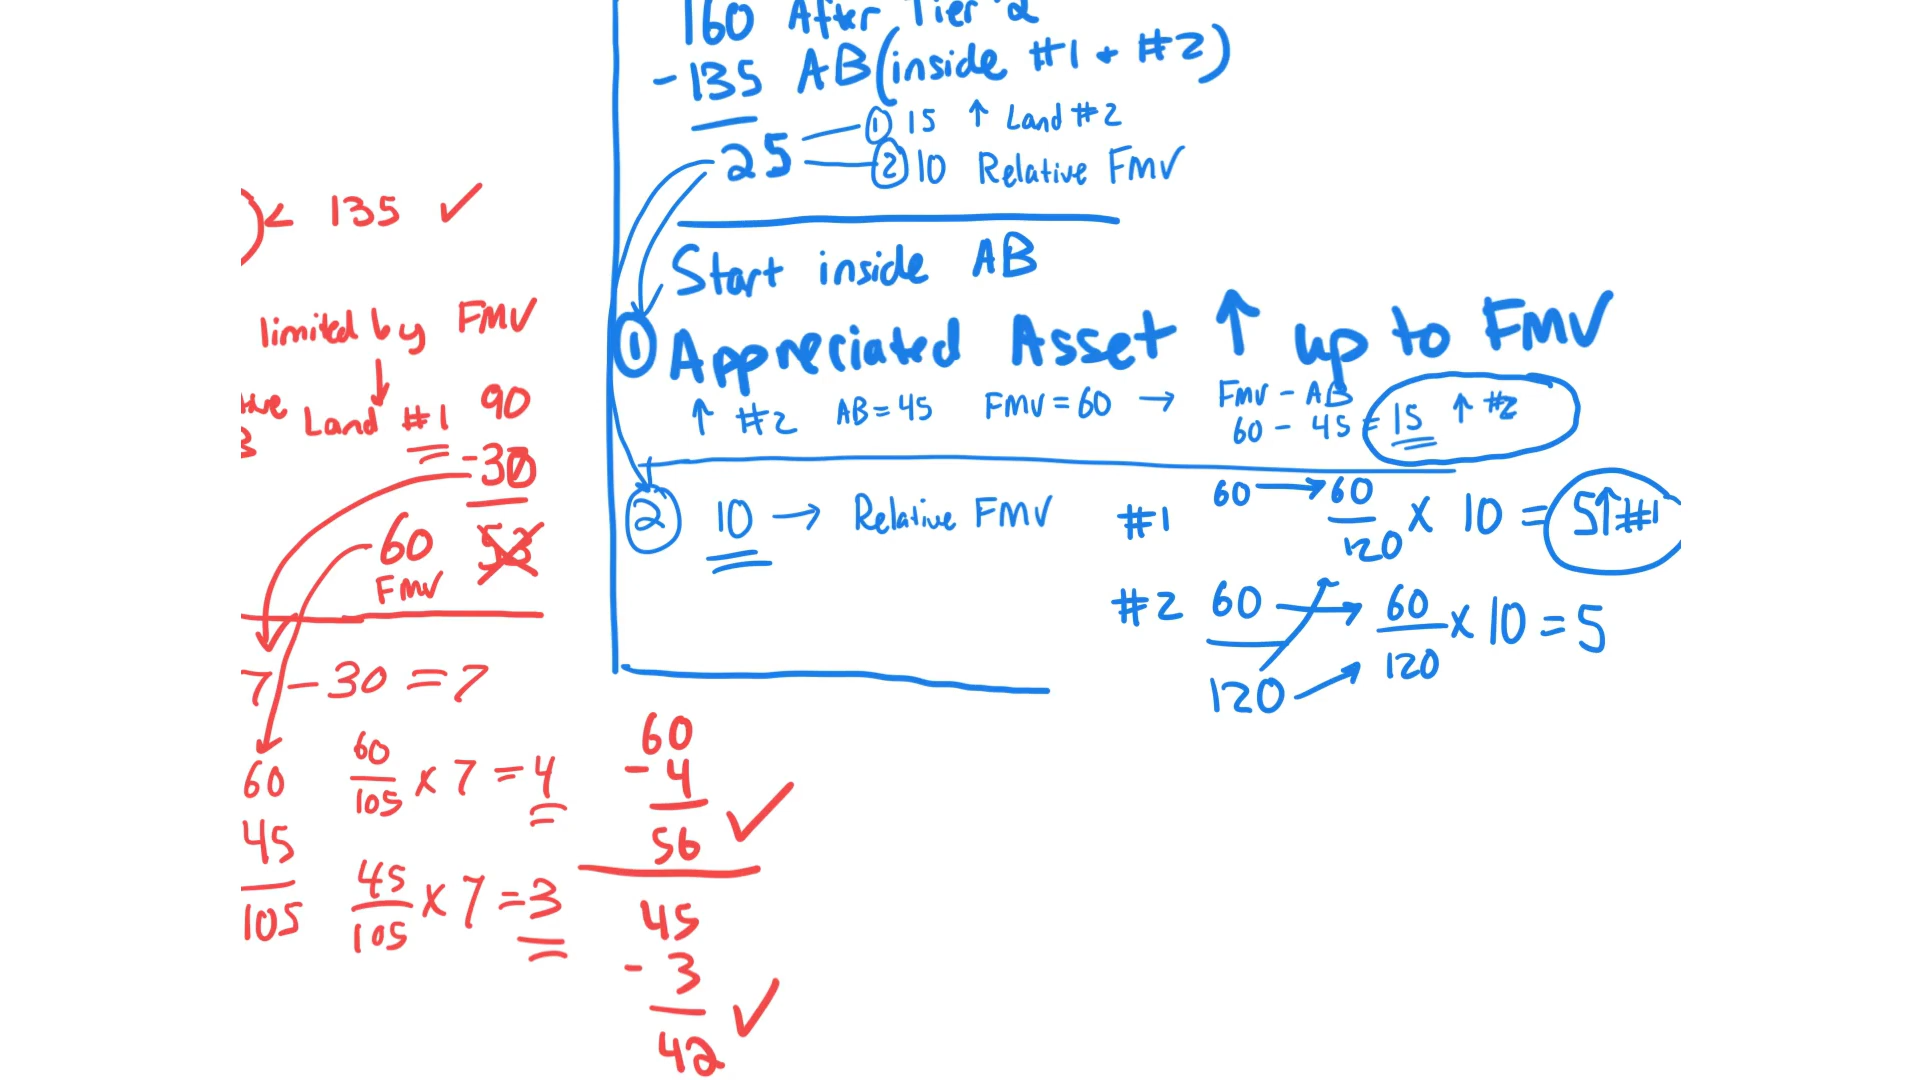 160 After Tier 2
- 135 AB (inside #1 + #2)
25
① 15 ↑ Land #2
② 10 Relative FMV
Start inside AB
① Appreciated Asset ↑ up to FMV
↑ #2 AB = 45 FMV = 60 → FMV - AB
60 - 45 = 15 ↑ #2
② 10 → Relative FMV
#1 60 → 60/120 x 10 = 5 ↑ #1
#2 60 → 60/120 x 10 = 5
120
) ← 135 ✓
limited by FMV
Land #1 90
- 30
60 53
FMV
7 - 30 = 7
60 60/105 x 7 = 4
45
105 45/105 x 7 = 3
60
- 4
56 ✓
45
- 3
42 ✓